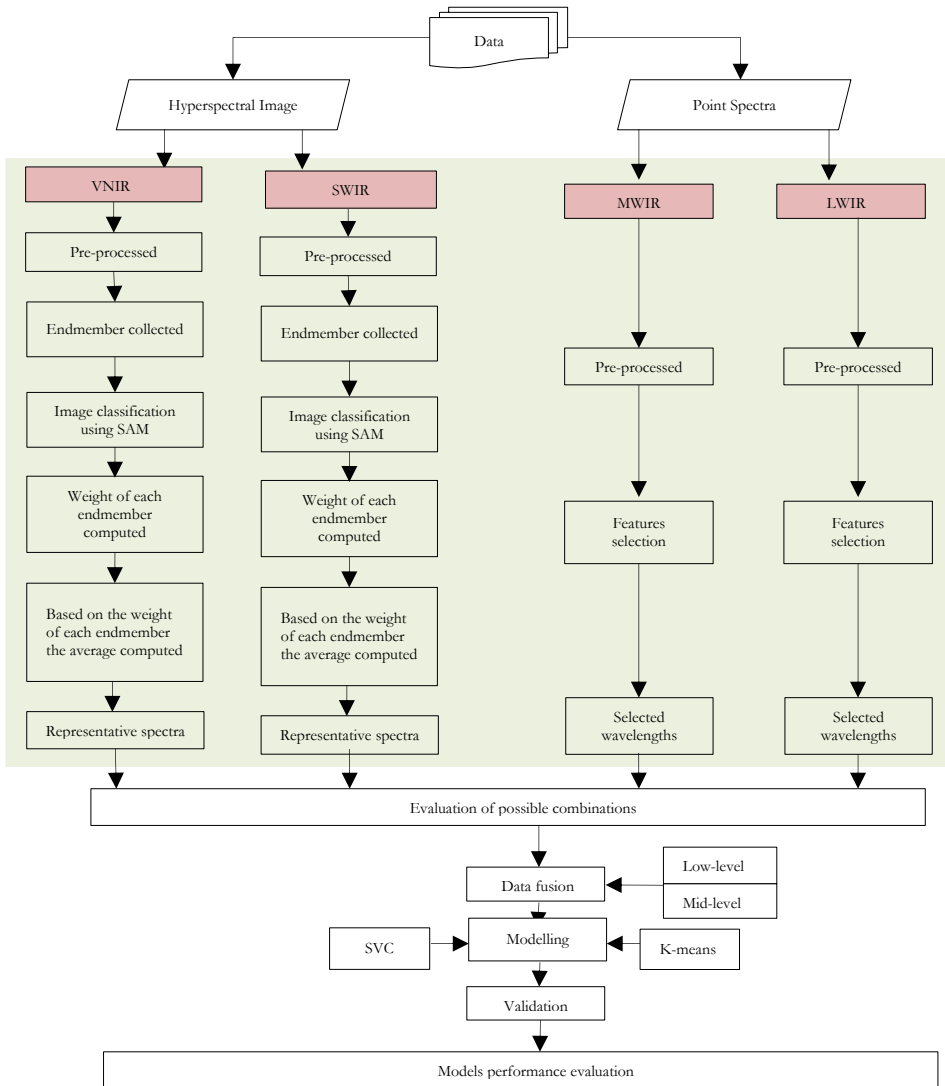 Data
Hyperspectral Image
Point Spectra
VNIR
SWIR
MWIR
LWIR
Pre-processed
Pre-processed
Endmember collected
Endmember collected
Pre-processed
Pre-processed
Image classification
using SAM
Image classification
using SAM
Weight of each
endmember
computed
Weight of each
endmember
computed
Features
selection
Features
selection
Based on the weight
of each endmember
the average computed
Based on the weight
of each endmember
the average computed
Representative spectra
Representative spectra
Selected
wavelengths
Selected
wavelengths
Evaluation of possible combinations
Data fusion
Low-level
Mid-level
SVC
Modelling
K-means
Validation
Models performance evaluation